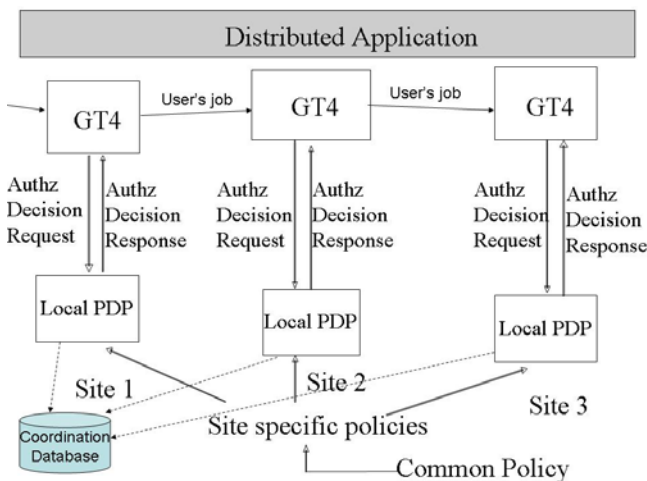 Distributed Application
GT4
User's job
GT4
User's job
GT4
Authz
Decision
Request
Authz
Decision
Response
Authz
Decision
Request
Authz
Decision
Response
Authz
Decision
Request
Authz
Decision
Response
Local PDP
Local PDP
Local PDP
Site 1
Site 2
Site 3
Coordination
Database
Site specific policies
Common Policy